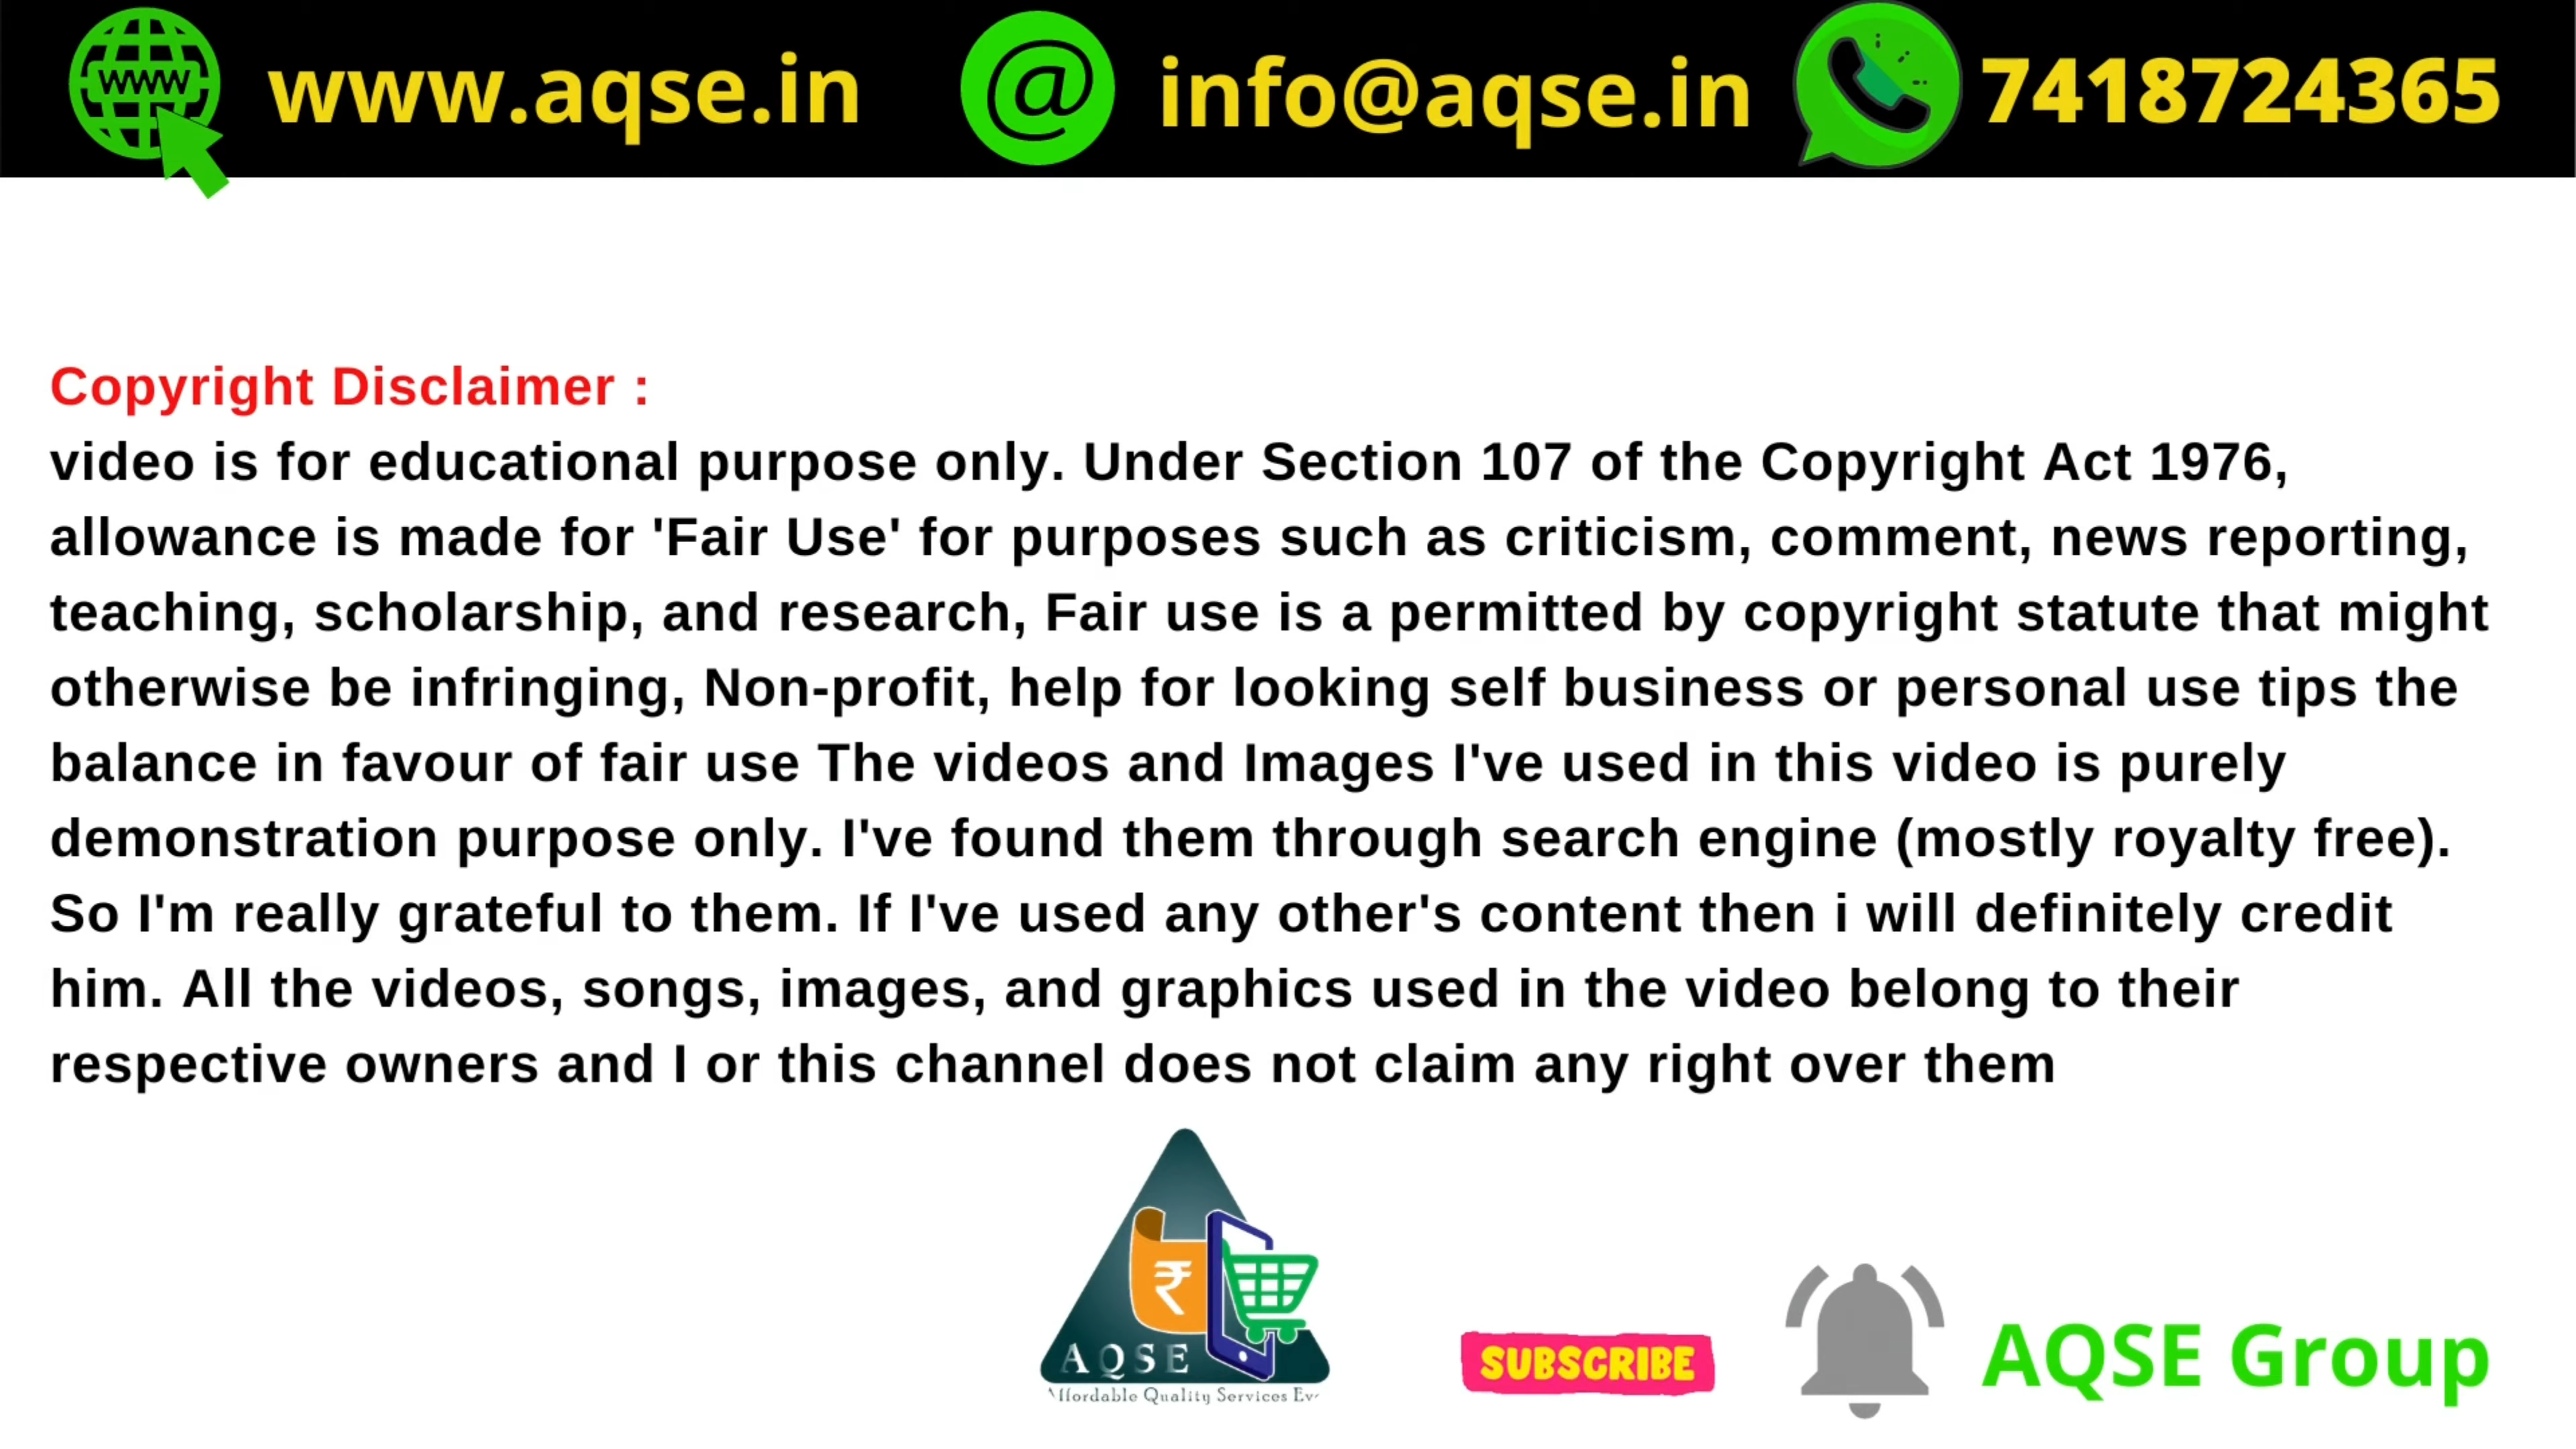 www
www.aqse.in
@
info@aqse.in
7418724365
Copyright Disclaimer :
video is for educational purpose only. Under Section 107 of the Copyright Act 1976,
allowance is made for 'Fair Use' for purposes such as criticism, comment, news reporting,
teaching, scholarship, and research, Fair use is a permitted by copyright statute that might
otherwise be infringing, Non-profit, help for looking self business or personal use tips the
balance in favour of fair use The videos and Images I've used in this video is purely
demonstration purpose only. I've found them through search engine (mostly royalty free).
So I'm really grateful to them. If I've used any other's content then i will definitely credit
him. All the videos, songs, images, and graphics used in the video belong to their
respective owners and I or this channel does not claim any right over them
₹
AQSE
Quality Services
SUBSCRIBE
AQSE Group